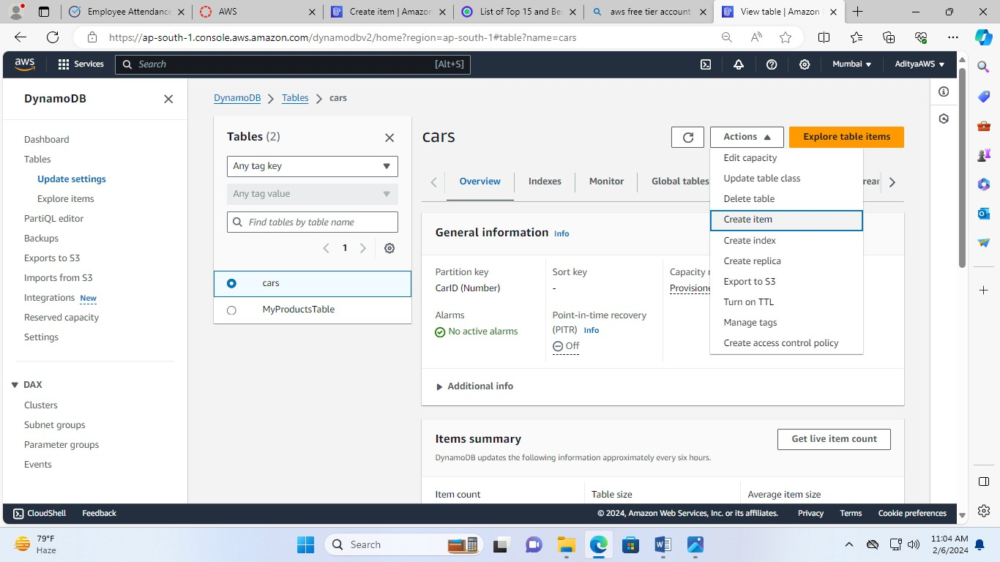 Employee Attendance
AWS
Create item | Amazon
List of Top 15 and Be
aws free tier account
View table | Amazon
https://ap-south-1.console.aws.amazon.com/dynamodbv2/home?region=ap-south-1#table?name=cars
aws
Services
Search
[Alt+S]
Mumbai
AdityaAWS
DynamoDB
Dashboard
Tables
Update settings
Explore items
PartiQL editor
Backups
Exports to S3
Imports from S3
Integrations New
Reserved capacity
Settings
DAX
Clusters
Subnet groups
Parameter groups
Events
DynamoDB > Tables > cars
Tables (2)
Any tag key
Any tag value
Find tables by table name
1
cars
MyProductsTable
cars
Actions
Explore table items
Edit capacity
Update table class
Delete table
Create item
Create index
Create replica
Export to S3
Turn on TTL
Manage tags
Create access control policy
Overview
Indexes
Monitor
Global tables
General information Info
Partition key
CarID (Number)
Sort key
-
Capacity
Provisione
Alarms
No active alarms
Point-in-time recovery
(PITR) Info
Off
Additional info
Items summary
Get live item count
DynamoDB updates the following information approximately every six hours.
Item count
Table size
Average item size
CloudShell
Feedback
© 2024, Amazon Web Services, Inc. or its affiliates.
Privacy
Terms
Cookie preferences
79°F
Haze
Search
11:04 AM
2/6/2024